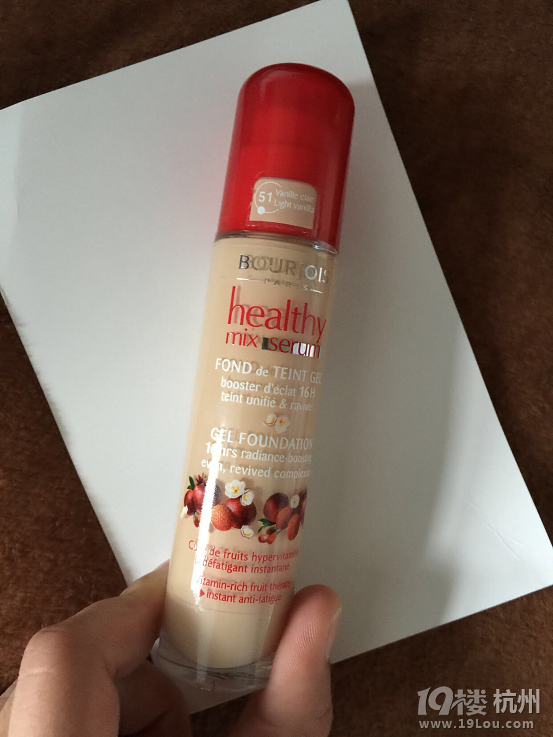 51 Vanille clair
Light vanilla
BOURJOIS
PARIS
healthy
mix serum
FOND de TEINT GEL
booster d'éclat 16H
teint unifié & ravivé
GEL FOUNDATION
16hrs radiance-boosting
even, revived complexion
de fruits hypervitaminé
défatigant instantané
vitamin-rich fruit therapy
instant anti-fatigue
19楼 杭州
www.19Lou.com